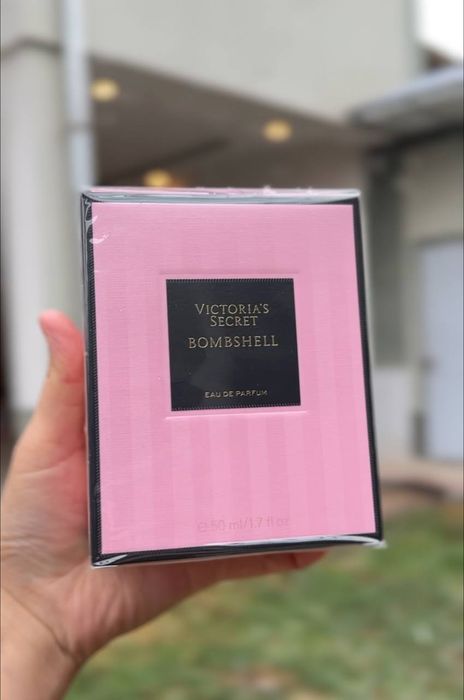 VICTORIA'S
SECRET
BOMBSHELL
EAU DE PARFUM
℮ 50 ml/1.7 fl oz